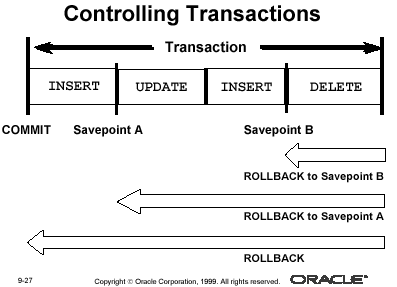 Controlling Transactions
Transaction
INSERT UPDATE INSERT DELETE
COMMIT Savepoint A Savepoint B
ROLLBACK to Savepoint B
ROLLBACK to Savepoint A
ROLLBACK
9-27 Copyright © Oracle Corporation, 1999. All rights reserved. ORACLE®